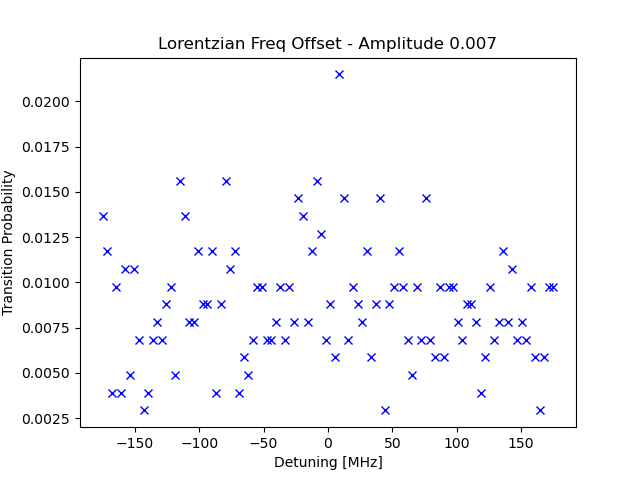 Lorentzian Freq Offset - Amplitude 0.007
Transition Probability
0.0200
0.0175
0.0150
0.0125
0.0100
0.0075
0.0050
0.0025
−150 −100 −50 0 50 100 150
Detuning [MHz]